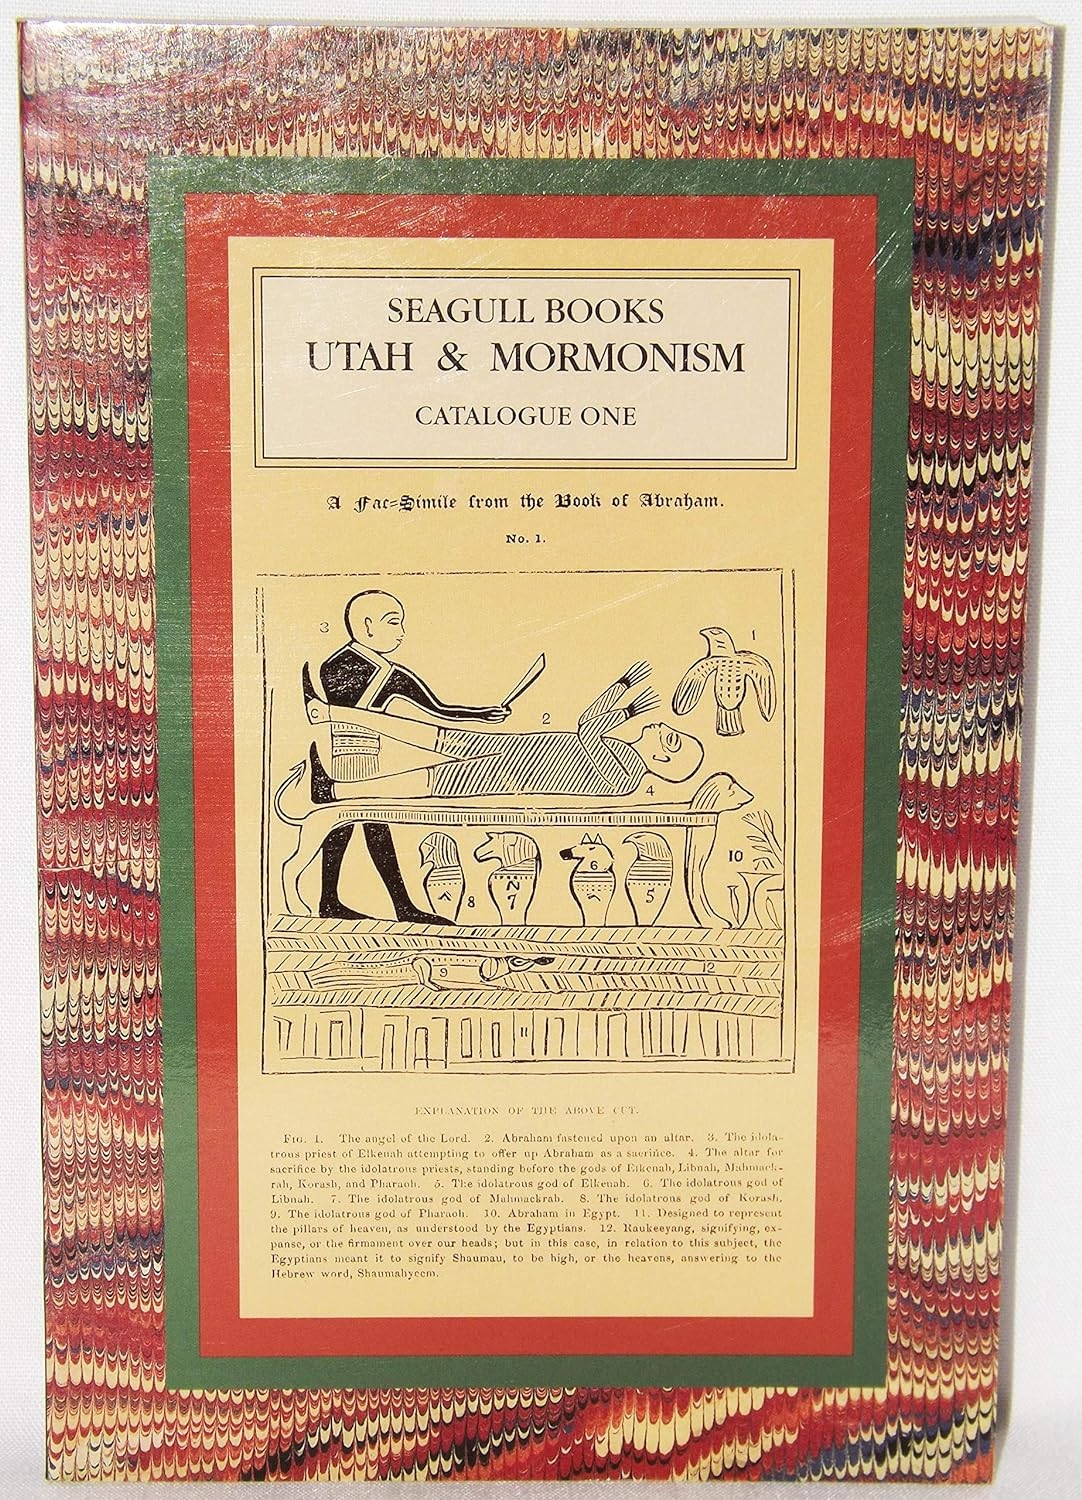 SEAGULL BOOKS
UTAH & MORMONISM
CATALOGUE ONE
A Fac=Simile from the Book of Abraham.
No. 1.
3
1
2
4
10
6
8
7
5
9
12
11
EXPLANATION OF THE ABOVE CUT.
Fig. 1. The angel of the Lord. 2. Abraham fastened upon an altar. 3. The idola-
trous priest of Elkenah attempting to offer up Abraham as a sacrifice. 4. The altar for
sacrifice by the idolatrous priests, standing before the gods of Elkenah, Libnah, Mahmack-
rah, Korash, and Pharaoh. 5. The idolatrous god of Elkenah. 6. The idolatrous god of
Libnah. 7. The idolatrous god of Mahmackrah. 8. The idolatrous god of Korash.
9. The idolatrous god of Pharaoh. 10. Abraham in Egypt. 11. Designed to represent
the pillars of heaven, as understood by the Egyptians. 12. Raukeeyang, signifying, ex-
panse, or the firmament over our heads; but in this case, in relation to this subject, the
Egyptians meant it to signify Shaumau, to be high, or the heavens, answering to the
Hebrew word, Shaumahyeem.